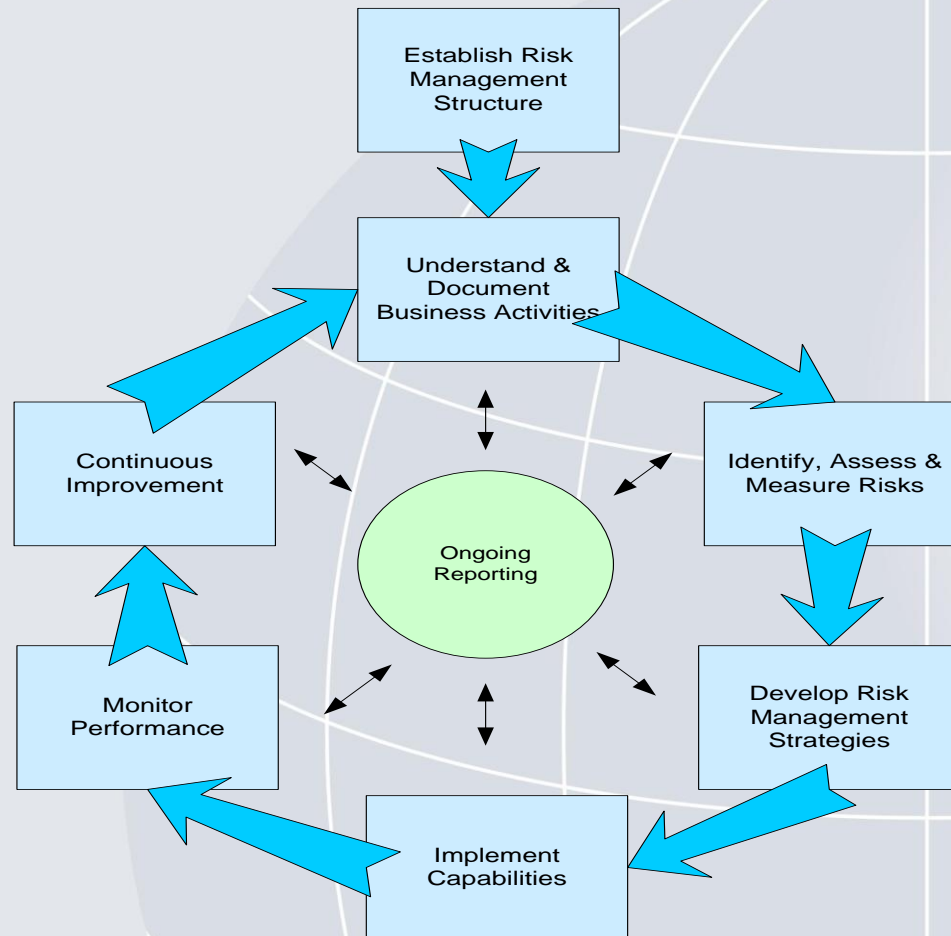 Establish Risk
Management
Structure
Understand &
Document
Business Activities
Continuous
Improvement
Identify, Assess &
Measure Risks
Ongoing
Reporting
Monitor
Performance
Develop Risk
Management
Strategies
Implement
Capabilities